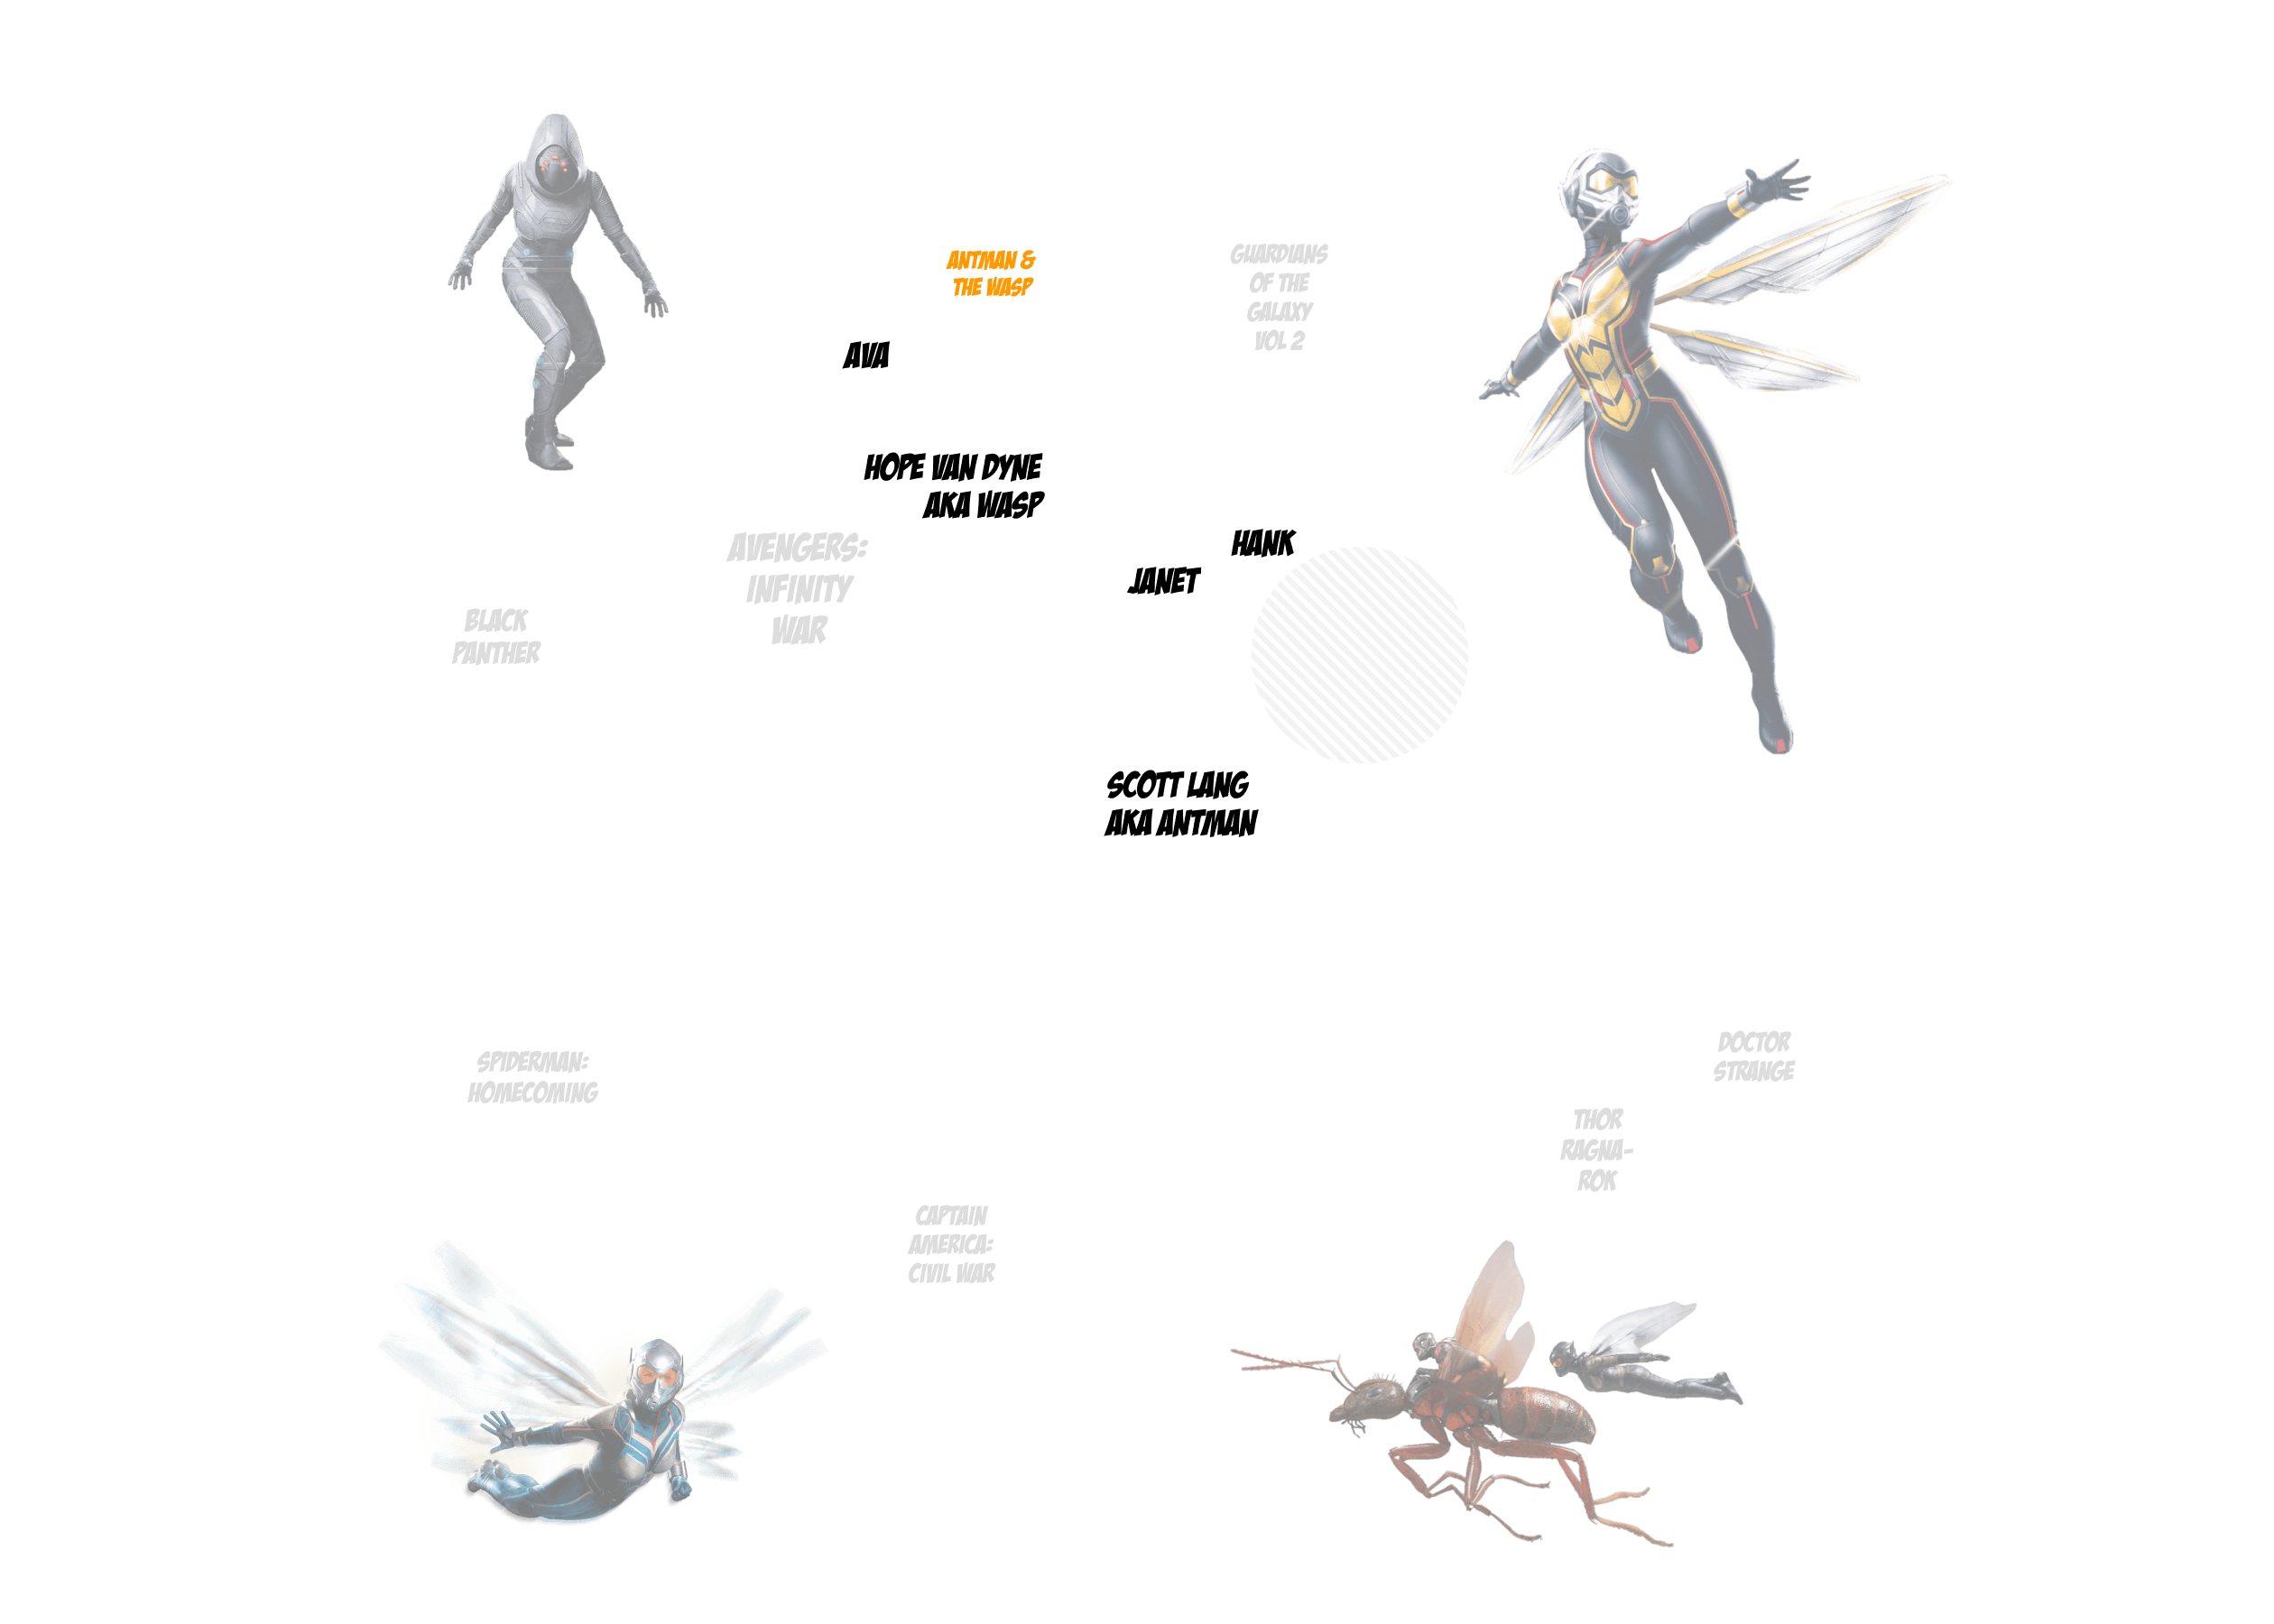 ANTMAN &
THE WASP
GUARDIANS
OF THE
GALAXY
VOL 2
AVA
HOPE VAN DYNE
AKA WASP
HANK
JANET
AVENGERS:
INFINITY
WAR
BLACK
PANTHER
SCOTT LANG
AKA ANTMAN
SPIDERMAN:
HOMECOMING
DOCTOR
STRANGE
THOR
RAGNA-
ROK
CAPTAIN
AMERICA:
CIVIL WAR